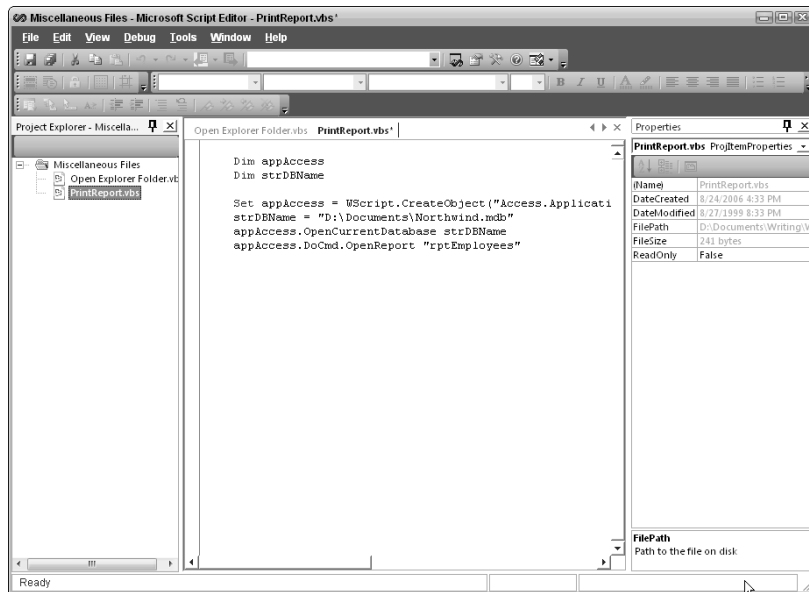 Miscellaneous Files - Microsoft Script Editor - PrintReport.vbs*
File Edit View Debug Tools Window Help
B I U
Project Explorer - Miscella...
Open Explorer Folder.vbs PrintReport.vbs*
Properties
Miscellaneous Files
Open Explorer Folder.vb
PrintReport.vbs
Dim appAccess
Dim strDBName
Set appAccess = WScript.CreateObject("Access.Applicati
strDBName = "D:\Documents\Northwind.mdb"
appAccess.OpenCurrentDatabase strDBName
appAccess.DoCmd.OpenReport "rptEmployees"
PrintReport.vbs ProjItemProperties
(Name) PrintReport.vbs
DateCreated 8/24/2006 4:33 PM
DateModified 8/27/1999 8:33 PM
FilePath D:\Documents\Writing\W
FileSize 241 bytes
ReadOnly False
FilePath
Path to the file on disk
Ready